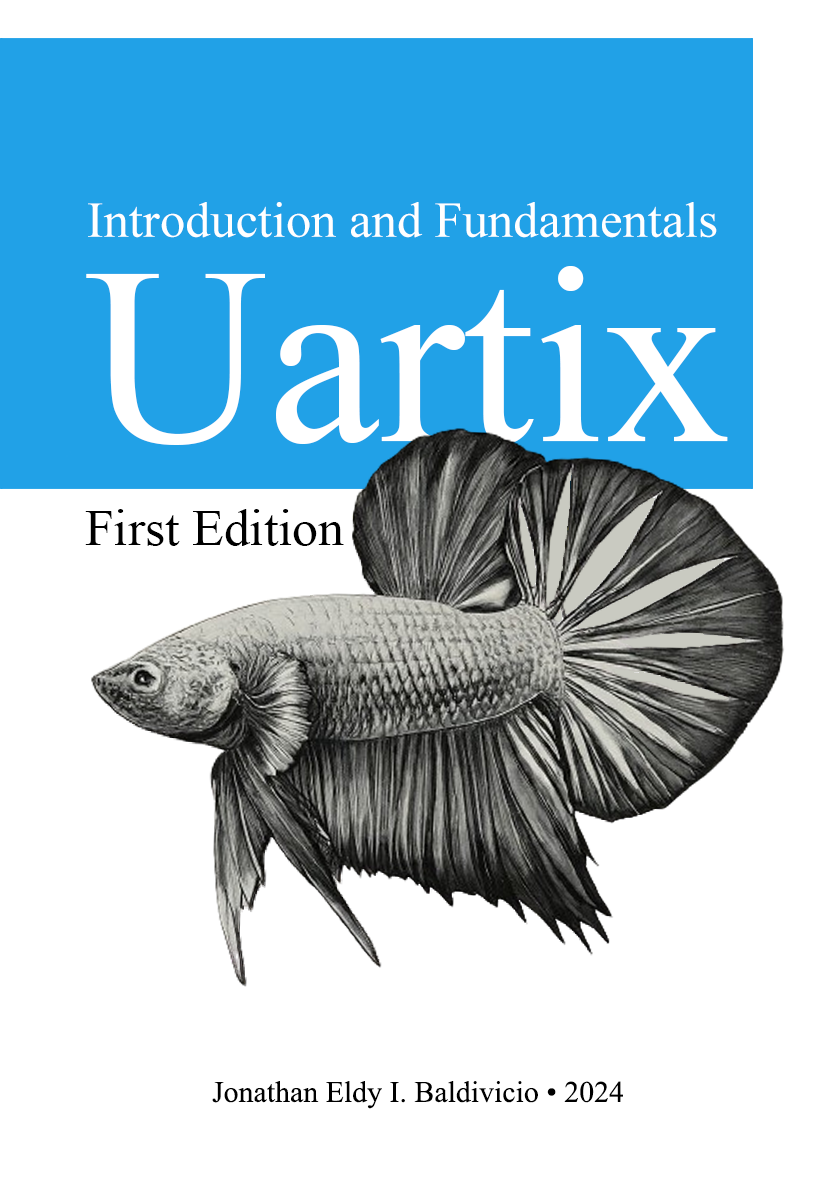 Introduction and Fundamentals
Uartix
First Edition
Jonathan Eldy I. Baldivicio • 2024